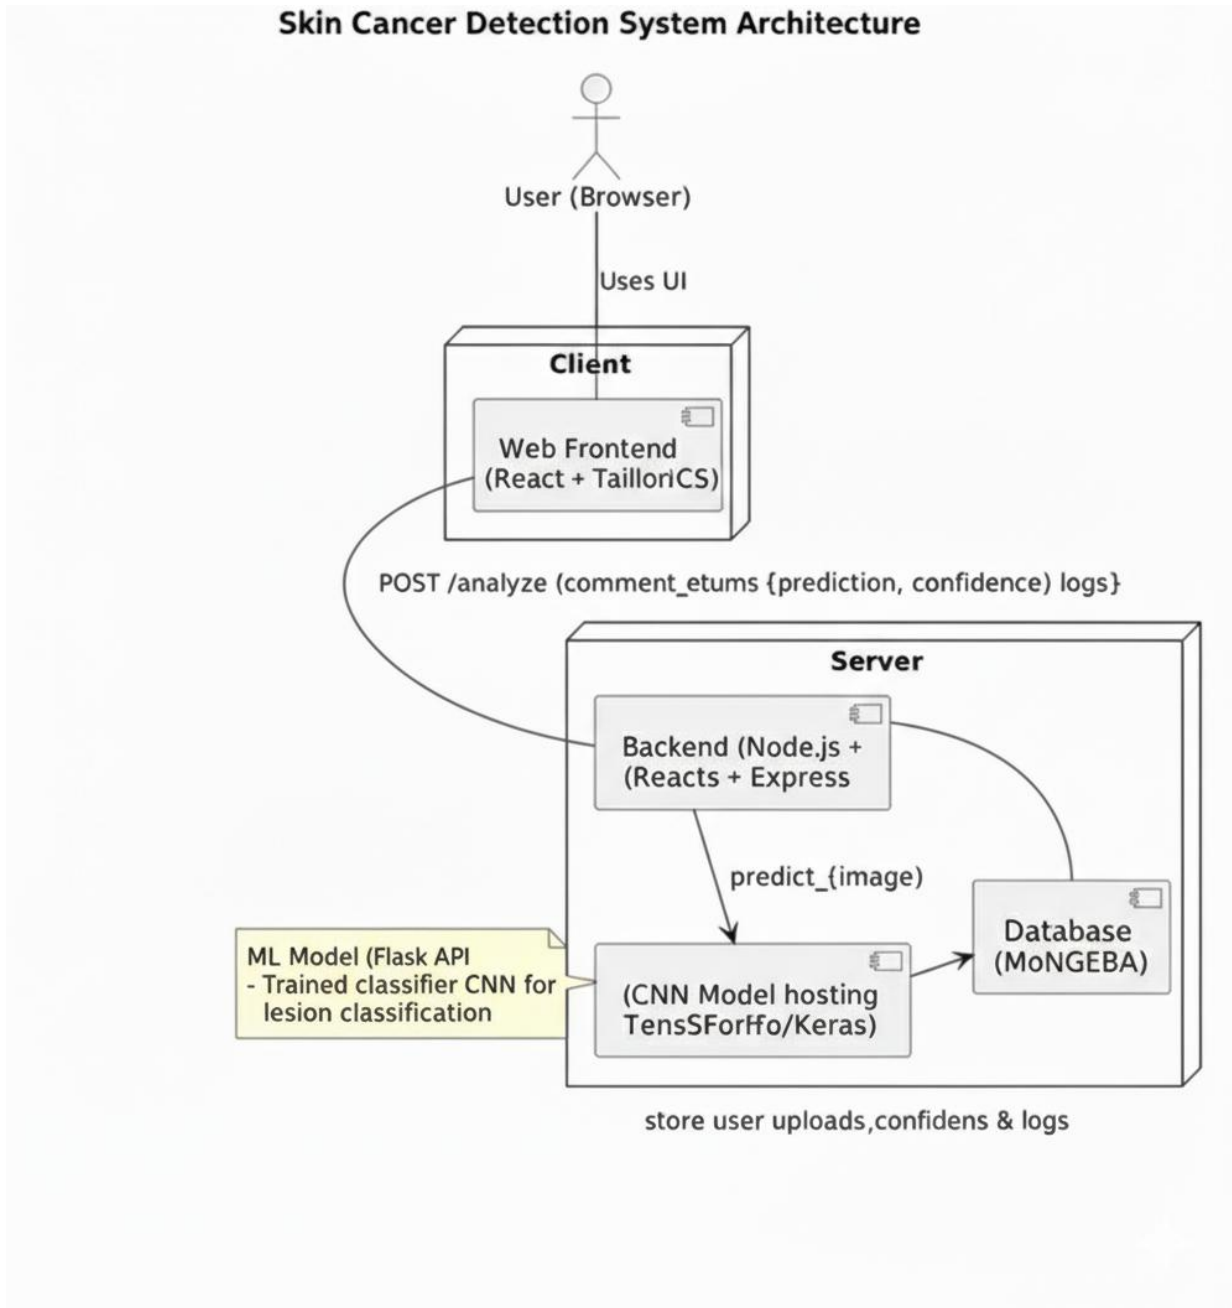 Skin Cancer Detection System Architecture
User (Browser)
Uses UI
Client
Web Frontend
(React + TaillorICS)
POST /analyze (comment_etums {prediction, confidence) logs}
Server
Backend (Node.js +
(Reacts + Express
predict_(image)
Database
(MoNGEBA)
ML Model (Flask API
- Trained classifier CNN for
lesion classification
(CNN Model hosting
TensSForHfo/Keras)
store user uploads,confidens & logs